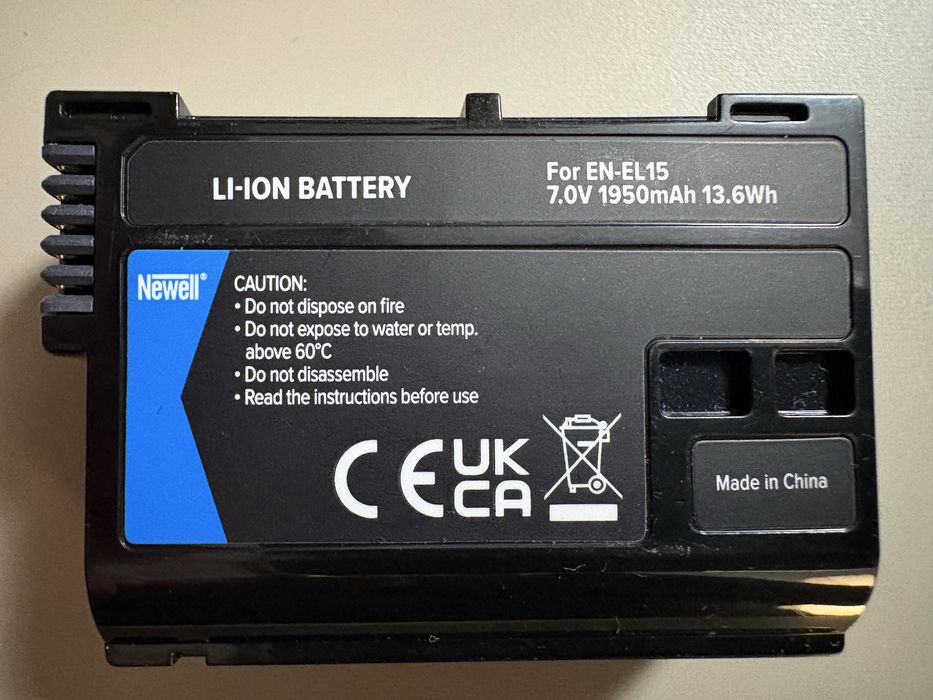 LI-ION BATTERY
For EN-EL15
7.0V 1950mAh 13.6Wh
Newell®
CAUTION:
• Do not dispose on fire
• Do not expose to water or temp.
above 60°C
• Do not disassemble
• Read the instructions before use
CE
UK
CA
Made in China